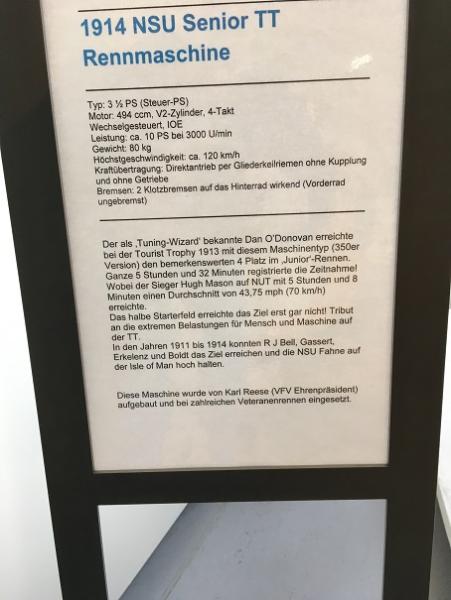 1914 NSU Senior TT
Rennmaschine
Typ: 3 ½ PS (Steuer-PS)
Motor: 494 ccm, V2-Zylinder, 4-Takt
Wechselgesteuert, IOE
Leistung: ca. 10 PS bei 3000 U/min
Gewicht: 80 kg
Höchstgeschwindigkeit: ca. 120 km/h
Kraftübertragung: Direktantrieb per Gliederkeilriemen ohne Kupplung
und ohne Getriebe
Bremsen: 2 Klotzbremsen auf das Hinterrad wirkend (Vorderrad
ungebremst)
Der als ‚Tuning-Wizard' bekannte Dan O'Donovan erreichte
bei der Tourist Trophy 1913 mit diesem Maschinentyp (350er
Version) den bemerkenswerten 4 Platz im ‚Junior'-Rennen.
Ganze 5 Stunden und 32 Minuten registrierte die Zeitnahme!
Wobei der Sieger Hugh Mason auf NUT mit 5 Stunden und 8
Minuten einen Durchschnitt von 43,75 mph (70 km/h)
erreichte.
Das halbe Starterfeld erreichte das Ziel erst gar nicht! Tribut
an die extremen Belastungen für Mensch und Maschine auf
der TT.
In den Jahren 1911 bis 1914 konnten R J Bell, Gassert,
Erkelenz und Boldt das Ziel erreichen und die NSU Fahne auf
der Isle of Man hoch halten.
Diese Maschine wurde von Karl Reese (VFV Ehrenpräsident)
aufgebaut und bei zahlreichen Veteranenrennen eingesetzt.